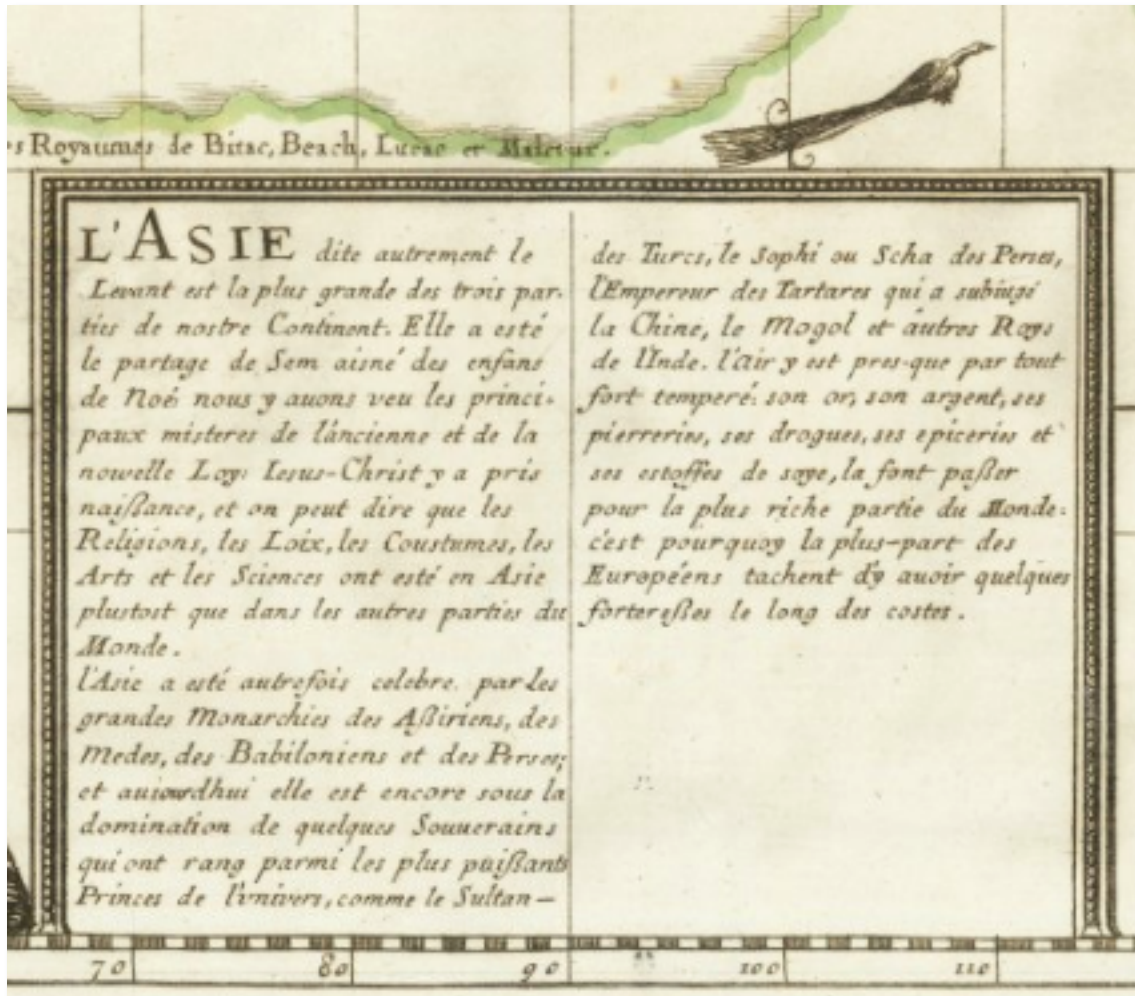 s Royaumes de Bitac, Beach, Lucac et Maletur.
L'ASIE dite autrement le
Levant est la plus grande des trois par-
ties de nostre Continent. Elle a esté
le partage de Sem aisné des enfans
de Noé: nous y auons veu les princi-
paux misteres de l'ancienne et de la
nouvelle Loy: Iesus-Christ y a pris
naißance, et on peut dire que les
Religions, les Loix, les Coustumes, les
Arts et les Sciences ont esté en Asie
plustost que dans les autres parties du
Monde.
l'Asie a esté autrefois celebre par les
grandes Monarchies des Aßiriens, des
Medes, des Babiloniens et des Perses;
et auiourdhui elle est encore sous la
domination de quelques Souuerains
qui ont rang parmi les plus puißants
Princes de l'vnivers, comme le Sultan-
des Turcs, le Sophi ou Scha des Perses,
l'Empereur des Tartares qui a subiugé
la Chine, le Mogol et autres Roys
de l'Inde. l'air y est pres-que par tout
fort temperé: son or, son argent, ses
pierreries, ses drogues, ses epiceries et
ses estoffes de soye, la font paßer
pour la plus riche partie du Monde:
c'est pourquoy la plus-part des
Européens tachent d'y auoir quelques
fortereßes le long des costes.
70 80 90 100 110